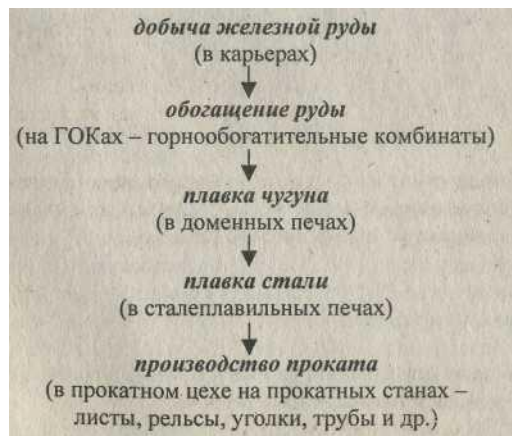 добыча железной руды
(в карьерах)
обогащение руды
(на ГОКах – горнообогатительные комбинаты)
плавка чугуна
(в доменных печах)
плавка стали
(в сталеплавильных печах)
производство проката
(в прокатном цехе на прокатных станах –
листы, рельсы, уголки, трубы и др.)